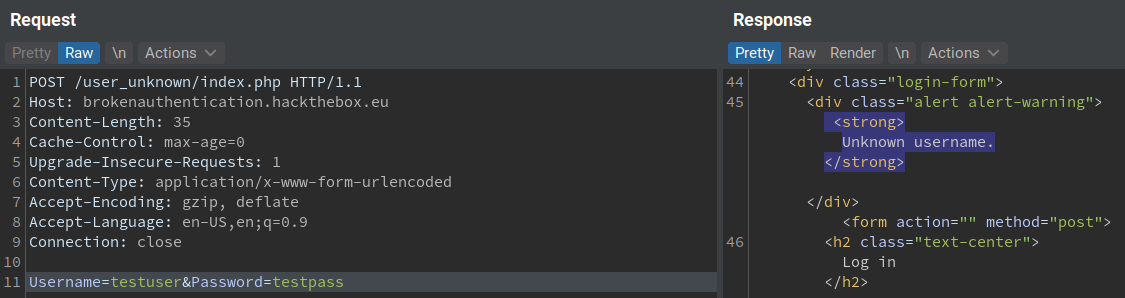 Request
Pretty Raw \n Actions
1 POST /user_unknown/index.php HTTP/1.1
2 Host: brokenauthentication.hackthebox.eu
3 Content-Length: 35
4 Cache-Control: max-age=0
5 Upgrade-Insecure-Requests: 1
6 Content-Type: application/x-www-form-urlencoded
7 Accept-Encoding: gzip, deflate
8 Accept-Language: en-US,en;q=0.9
9 Connection: close
10
11 Username=testuser&Password=testpass
Response
Pretty Raw Render \n Actions
44 <div class="login-form">
45 <div class="alert alert-warning">
<strong>
Unknown username.
</strong>
</div>
<form action="" method="post">
46 <h2 class="text-center">
Log in
</h2>